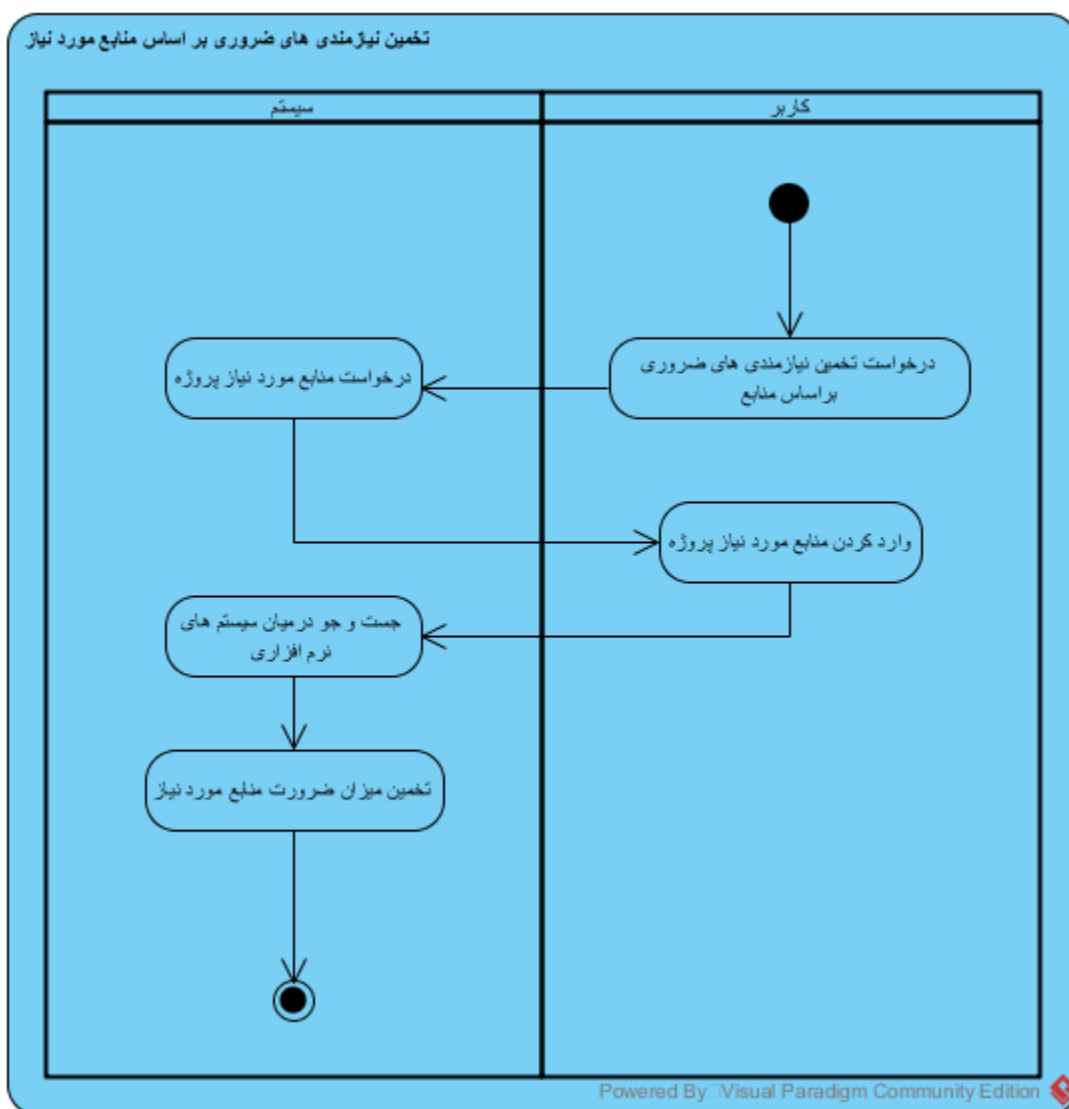 تخمین نیازمندی های ضروری بر اساس منابع مورد نیاز
کاربر
سیستم
درخواست تخمین نیازمندی های ضروری
براساس منابع
درخواست منابع مورد نیاز پروژه
وارد کردن منابع مورد نیاز پروژه
جست و جو درمیان سیستم های
نرم افزاری
تخمین میزان ضرورت منابع مورد نیاز
Powered By Visual Paradigm Community Edition